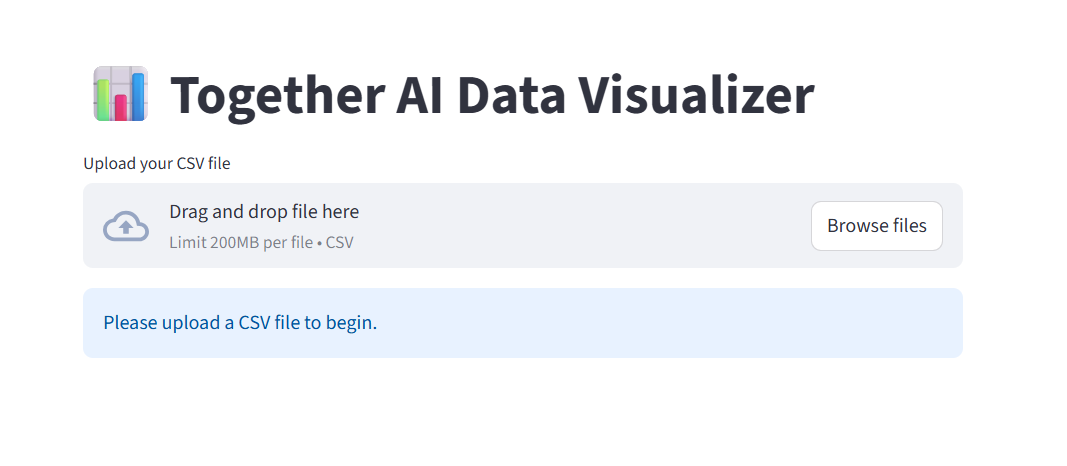 Together AI Data Visualizer
Upload your CSV file
Drag and drop file here
Limit 200MB per file • CSV
Browse files
Please upload a CSV file to begin.